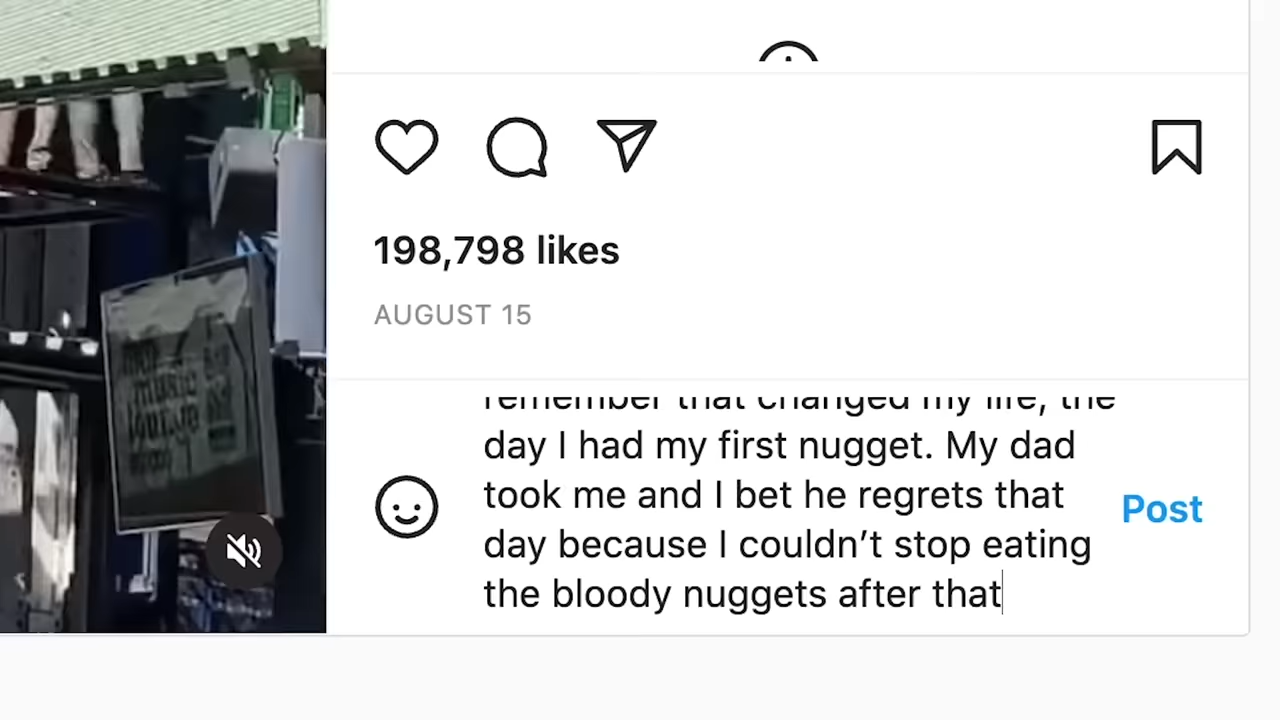 198,798 likes
AUGUST 15
remember that changed my life, the
day I had my first nugget. My dad
took me and I bet he regrets that
day because I couldn’t stop eating
the bloody nuggets after that
Post